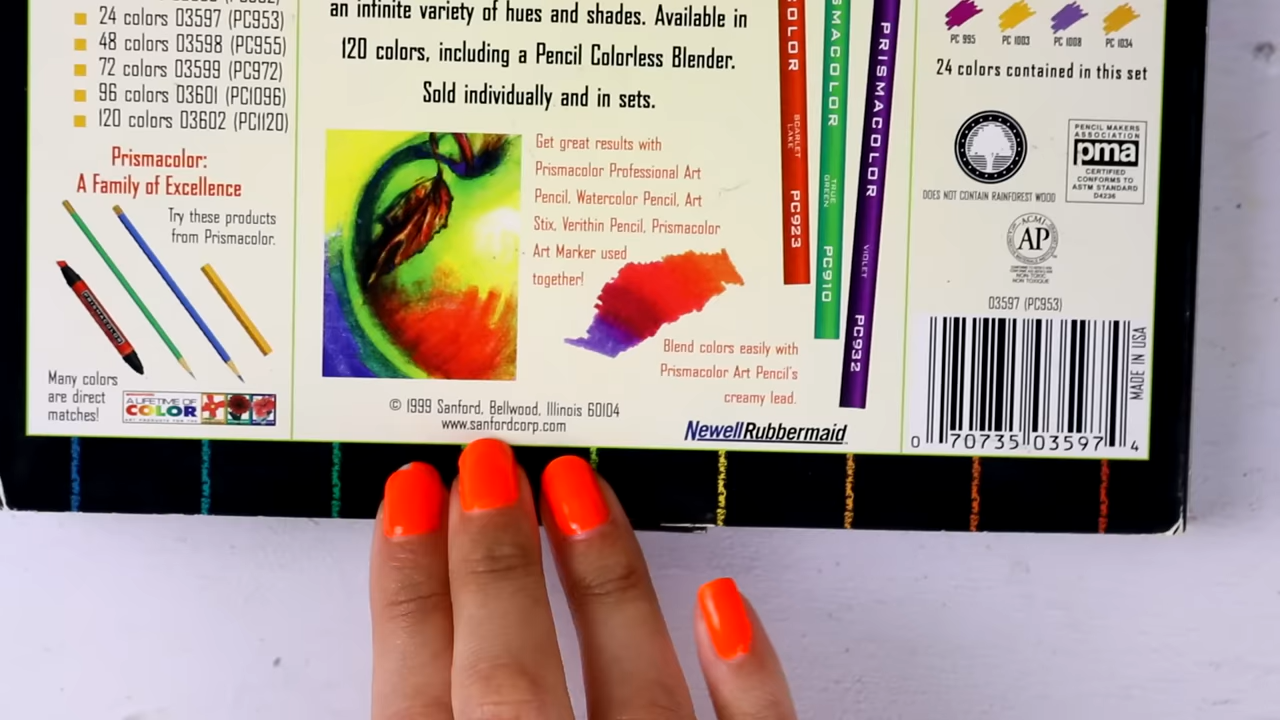 24 colors 03597 (PC953)
48 colors 03598 (PC955)
72 colors 03599 (PC972)
96 colors 03601 (PC1096)
120 colors 03602 (PC1120)
Prismacolor:
A Family of Excellence
Try these products
from Prismacolor.
PRISMACOLOR
Many colors
are direct
matches!
A LIFETIME OF
COLOR
an infinite variety of hues and shades. Available in
120 colors, including a Pencil Colorless Blender.
Sold individually and in sets.
Get great results with
Prismacolor Professional Art
Pencil, Watercolor Pencil, Art
Stix, Verithin Pencil, Prismacolor
Art Marker used
together!
Blend colors easily with
Prismacolor Art Pencil's
creamy lead.
© 1999 Sanford, Bellwood, Illinois 60104
www.sanfordcorp.com
NewellRubbermaid
OLOR SCARLET LAKE PC923
SMACOLOR TRUE GREEN PC910
PRISMACOLOR VIOLET PC932
PC 995 PC 1003 PC 1008 PC 1034
24 colors contained in this set
DOES NOT CONTAIN RAINFOREST WOOD
PENCIL MAKERS
ASSOCIATION
pma
CERTIFIED
CONFORMS TO
ASTM STANDARD
D4236
ACMI
AP
NON-TOXIC
03597 (PC953)
MADE IN USA
0 70735 03597 4